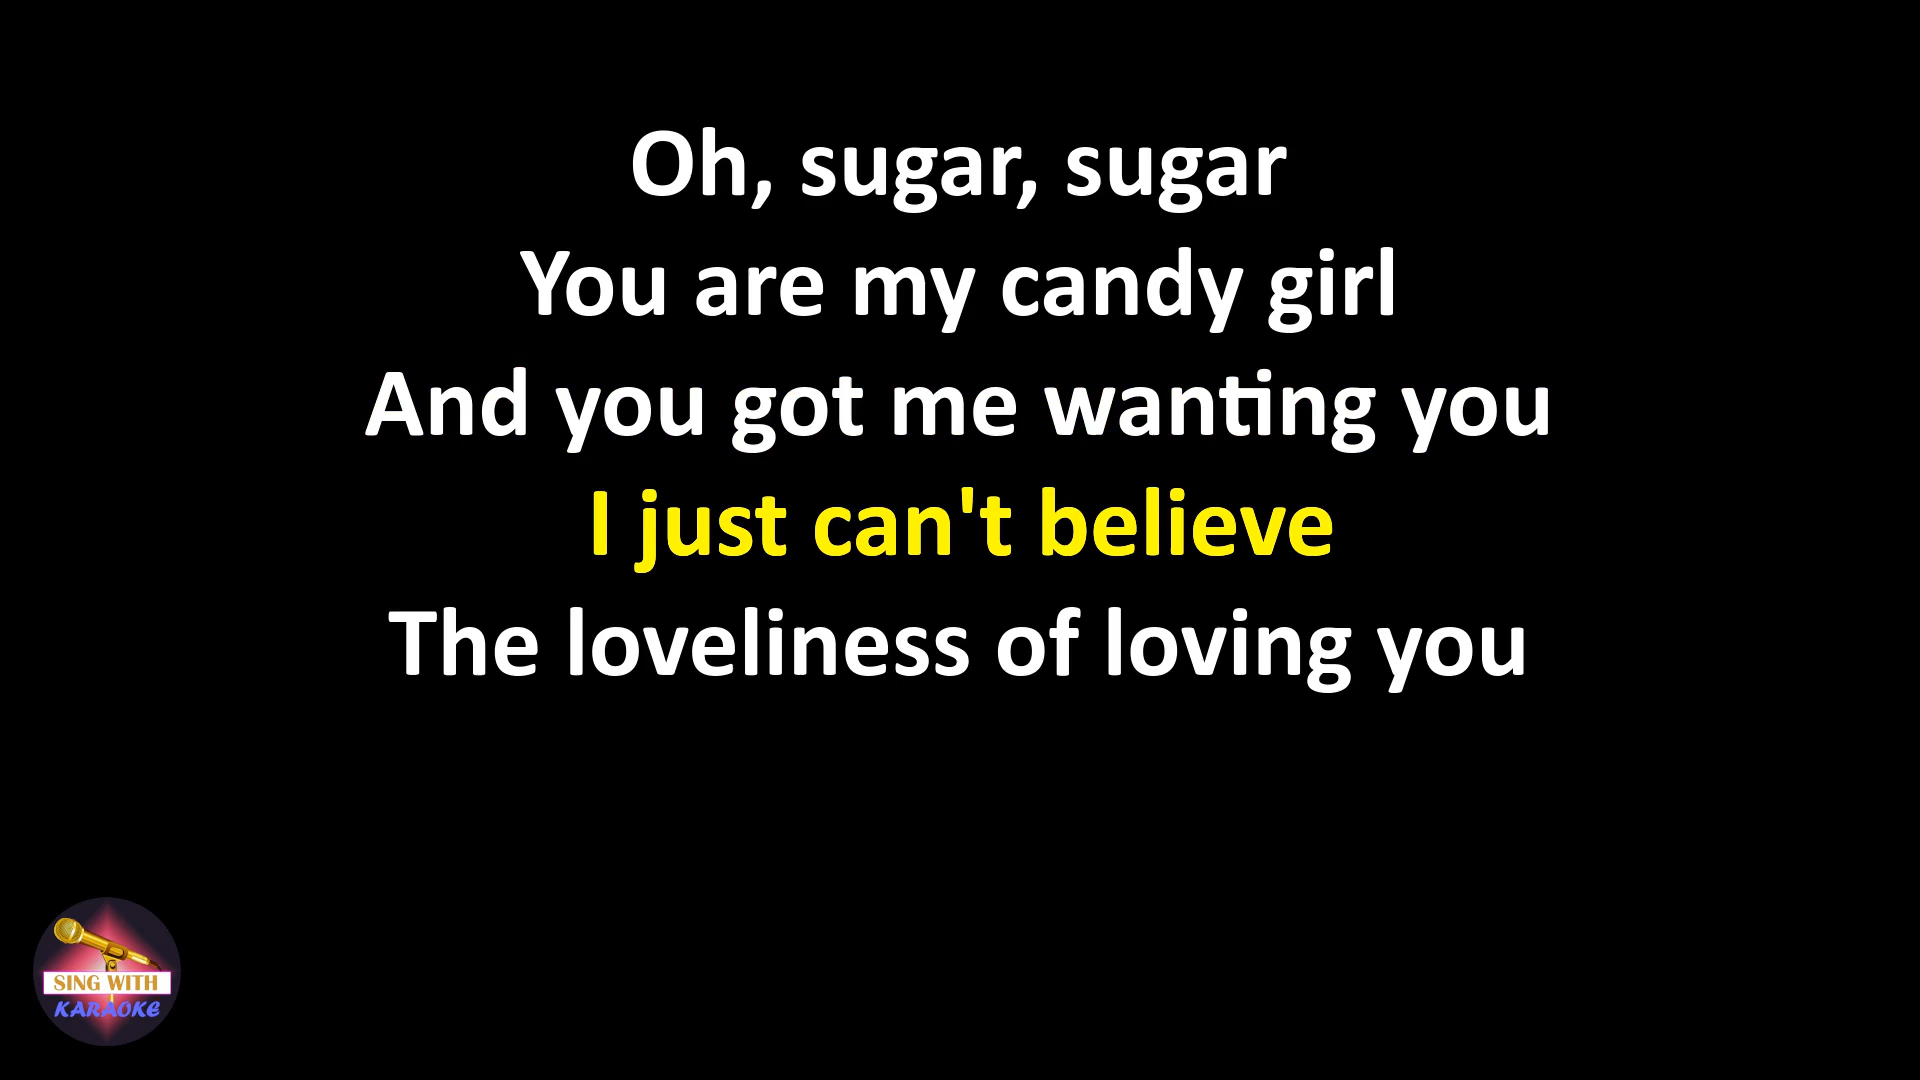 Oh, sugar, sugar
You are my candy girl
And you got me wanting you
I just can't believe
The loveliness of loving you
SING WITH
KARAOKE